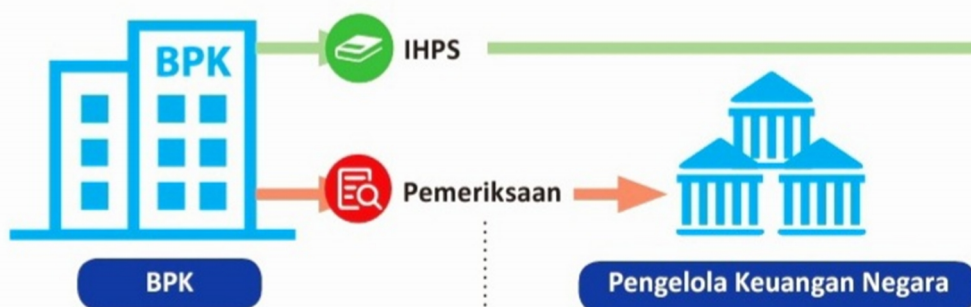 BPK
IHPS
Pemeriksaan
BPK
Pengelola Keuangan Negara